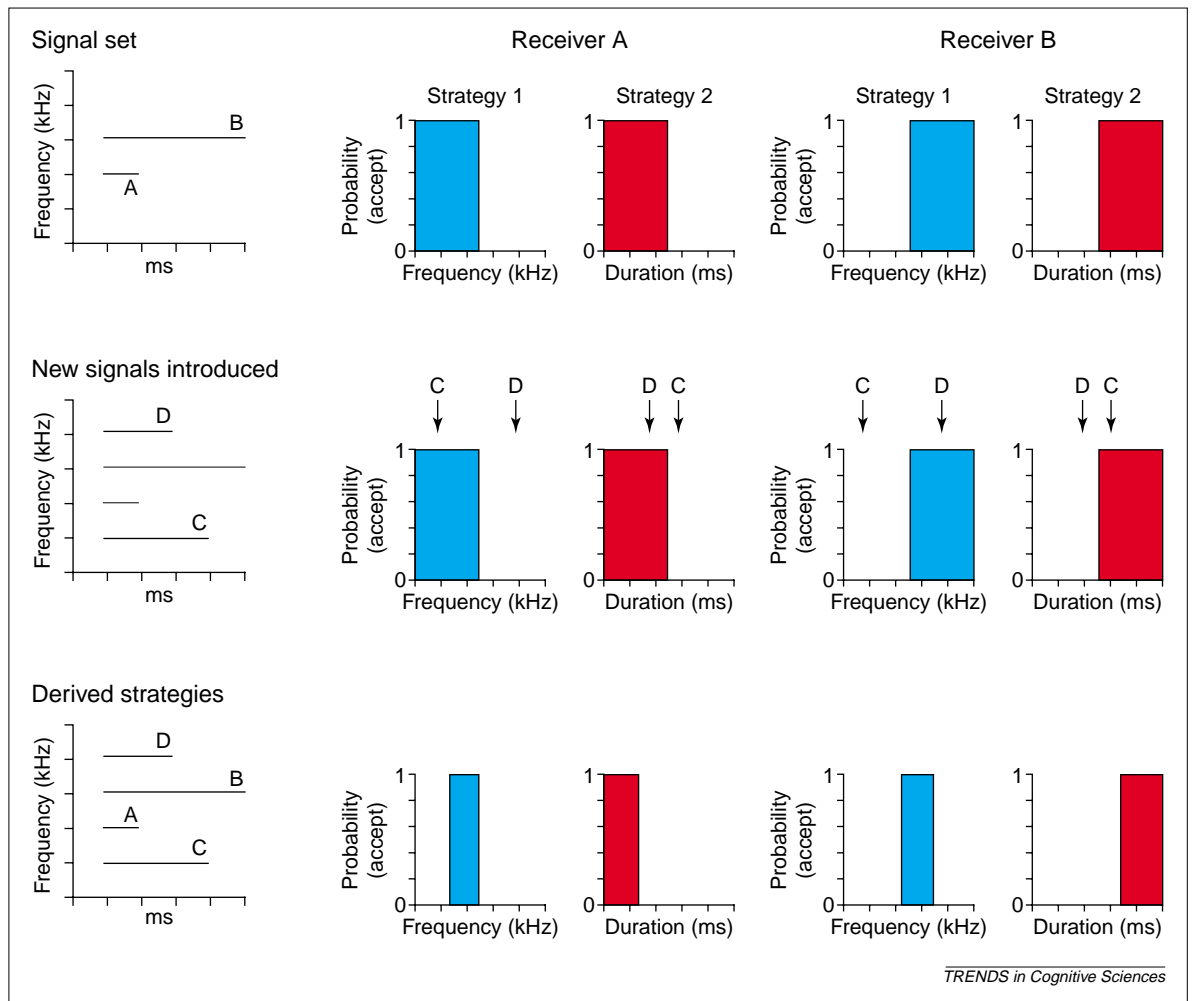 Signal set
Receiver A
Receiver B
Frequency (kHz)
B
A
ms
Strategy 1
Probability
(accept)
1
0
Frequency (kHz)
Strategy 2
1
0
Duration (ms)
Strategy 1
Probability
(accept)
1
0
Frequency (kHz)
Strategy 2
1
0
Duration (ms)
New signals introduced
Frequency (kHz)
D
C
ms
C D
Probability
(accept)
1
0
Frequency (kHz)
D C
1
0
Duration (ms)
C D
Probability
(accept)
1
0
Frequency (kHz)
D C
1
0
Duration (ms)
Derived strategies
Frequency (kHz)
D
B
A
C
ms
Probability
(accept)
1
0
Frequency (kHz)
1
0
Duration (ms)
Probability
(accept)
1
0
Frequency (kHz)
1
0
Duration (ms)
TRENDS in Cognitive Sciences